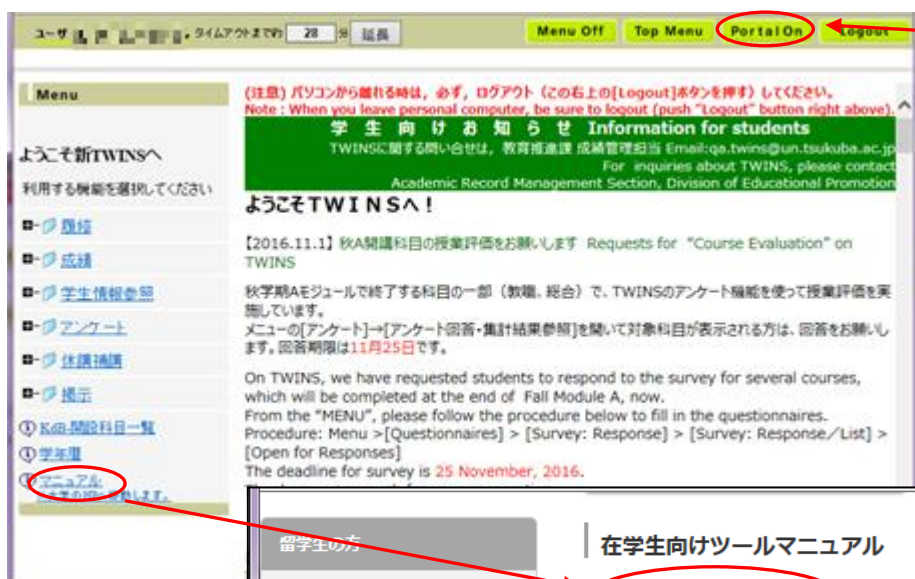 ユーザ タイムアウトまで約 28 分 延長
Menu Off Top Menu Portal On Logout
Menu
ようこそ新TWINSへ
利用する機能を選択してください
履修
成績
学生情報参照
アンケート
休講補講
掲示
KdB-開設科目一覧
学年暦
マニュアル
(注意) パソコンから離れる時は，必ず，ログアウト（この右上の[Logout]ボタンを押す）してください。
Note : When you leave personal computer, be sure to logout (push "Logout" button right above).
学 生 向 け お 知 ら せ Information for students
TWINSに関する問い合せは，教育推進課 成績管理担当 Email:qa.twins@un.tsukuba.ac.jp
For inquiries about TWINS, please contact
Academic Record Management Section, Division of Educational Promotion
ようこそＴＷＩＮＳへ！
【2016.11.1】秋A開講科目の授業評価をお願いします Requests for "Course Evaluation" on
TWINS
秋学期Aモジュールで終了する科目の一部（教職、総合）で、TWINSのアンケート機能を使って授業評価を実
施しています。
メニューの[アンケート]→[アンケート回答・集計結果参照]を開いて対象科目が表示される方は、回答をお願いし
ます。回答期限は11月25日です。
On TWINS, we have requested students to respond to the survey for several courses,
which will be completed at the end of Fall Module A, now.
From the "MENU", please follow the procedure below to fill in the questionnaires.
Procedure: Menu >[Questionnaires] > [Survey: Response] > [Survey: Response／List] >
[Open for Responses]
The deadline for survey is 25 November, 2016.
留学生の方
在学生向けツールマニュアル